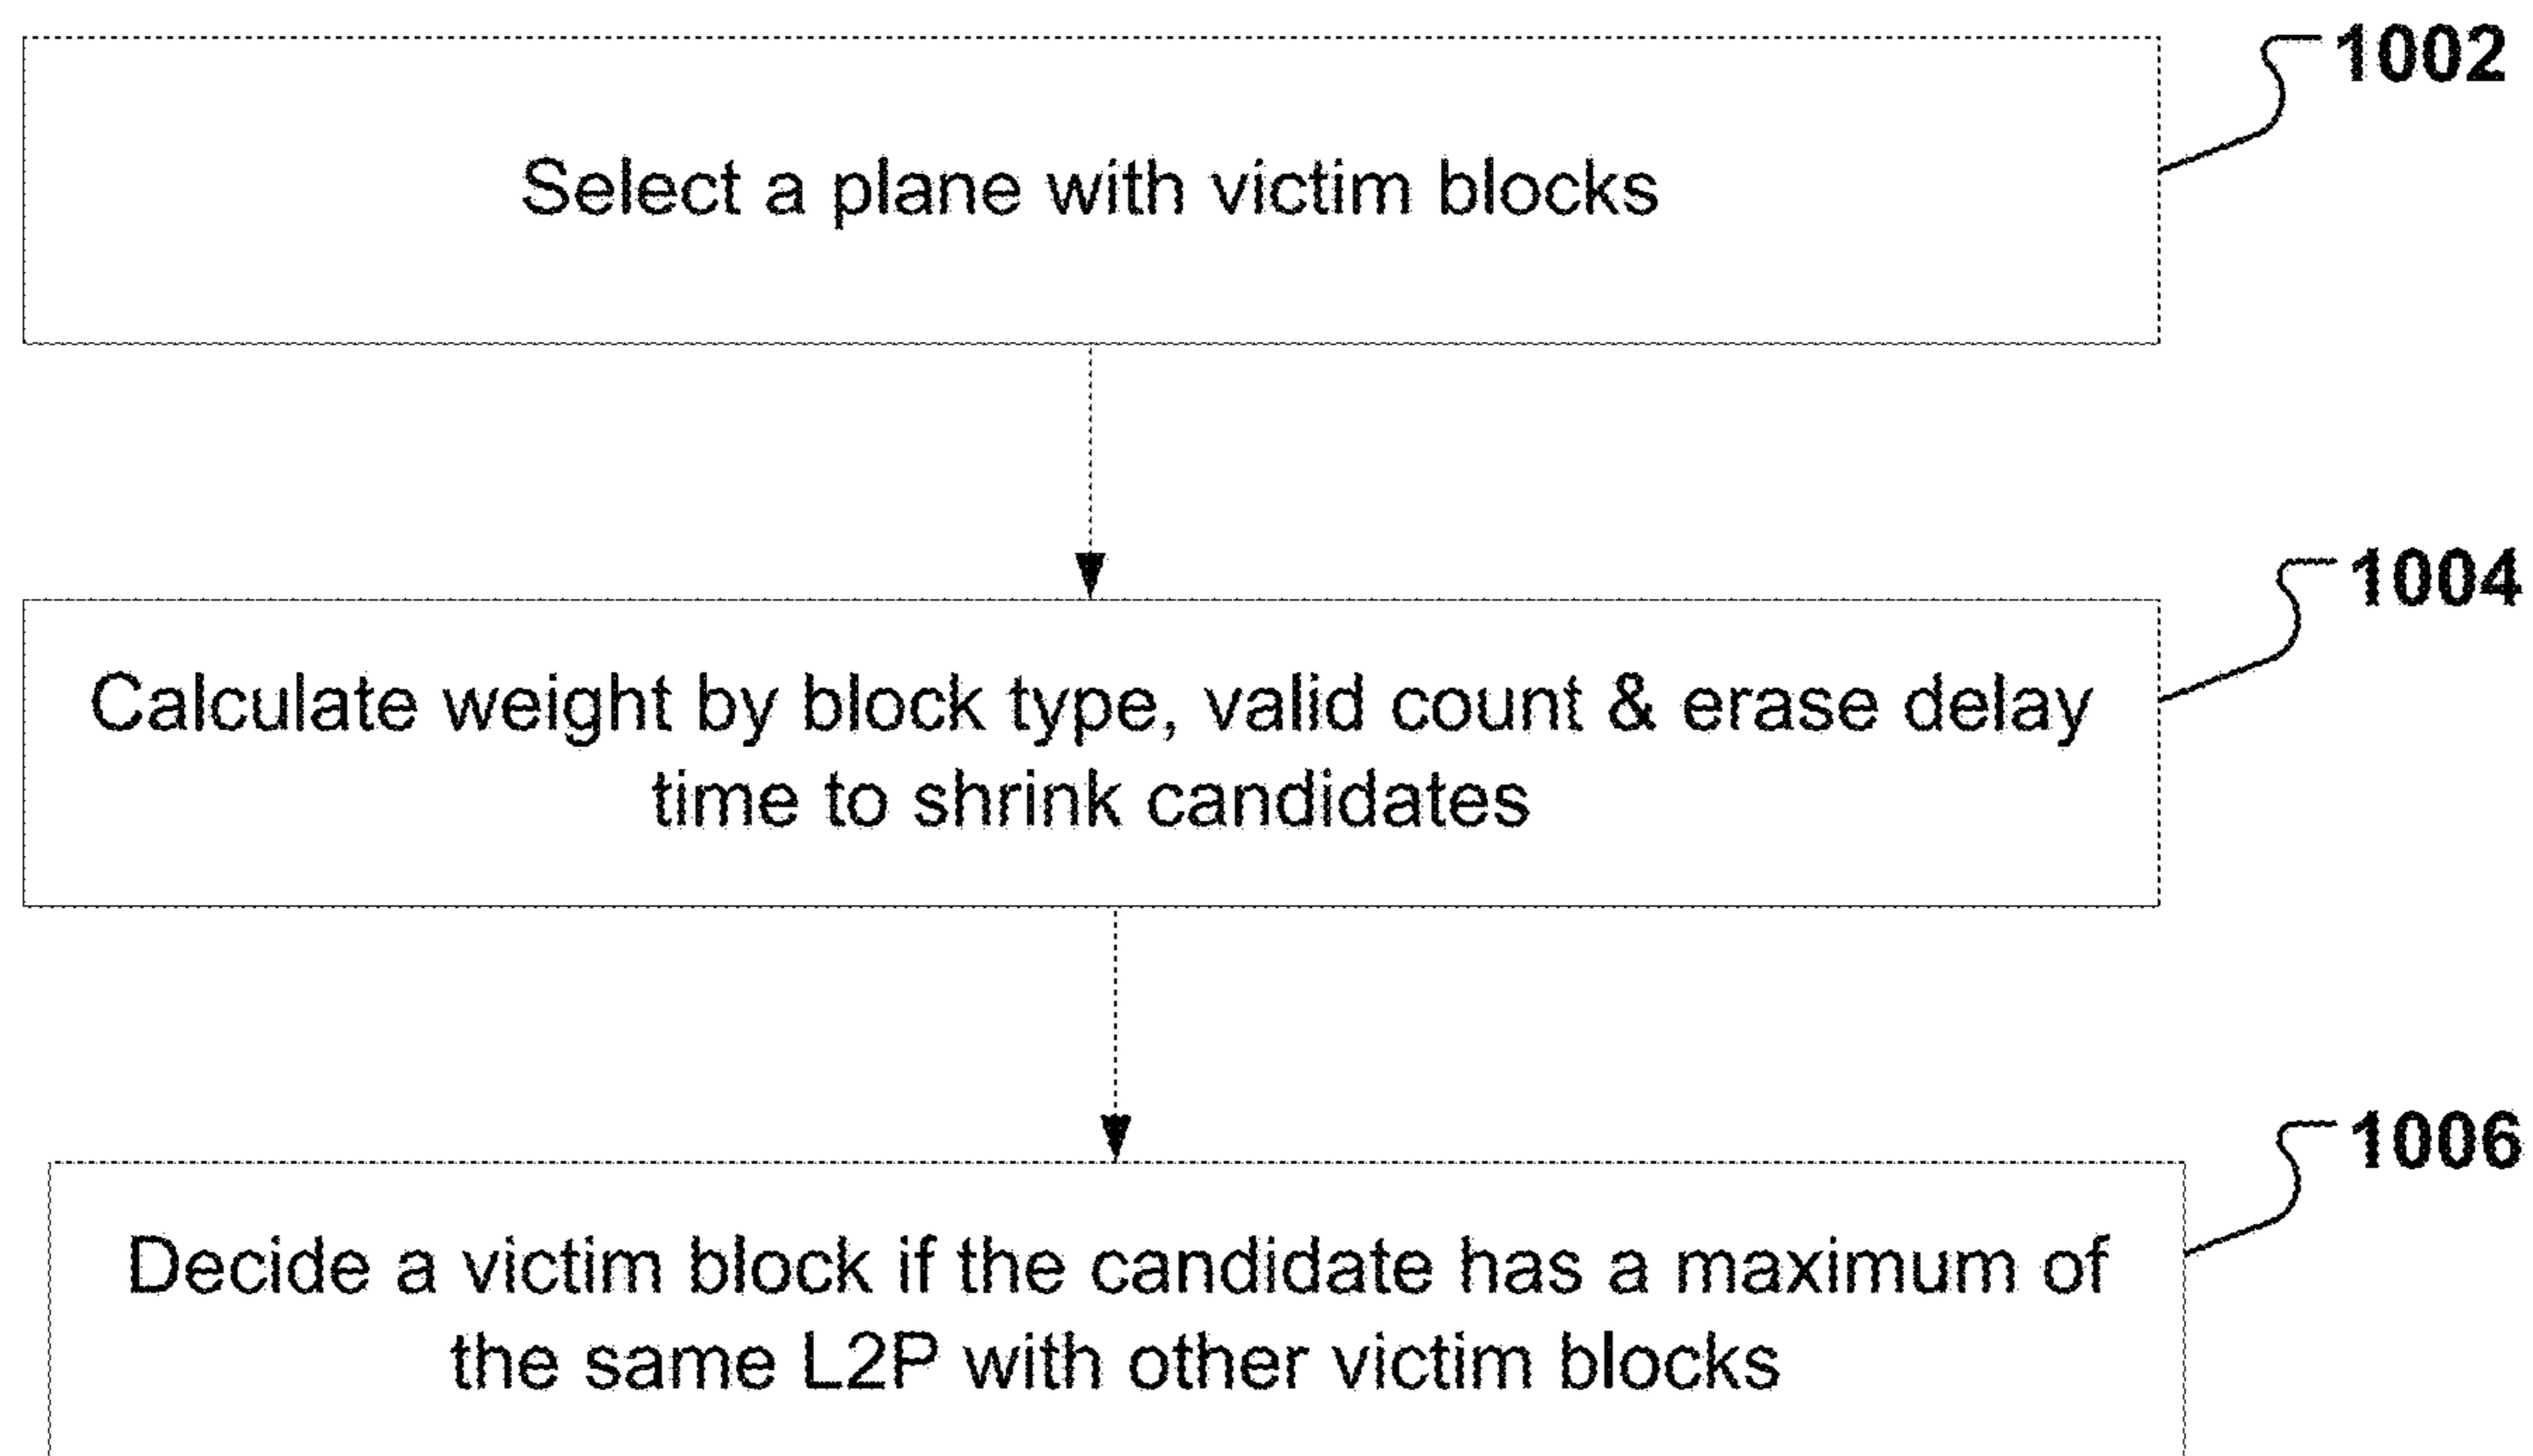 1002
Select a plane with victim blocks
1004
Calculate weight by block type, valid count & erase delay
time to shrink candidates
1006
Decide a victim block if the candidate has a maximum of
the same L2P with other victim blocks